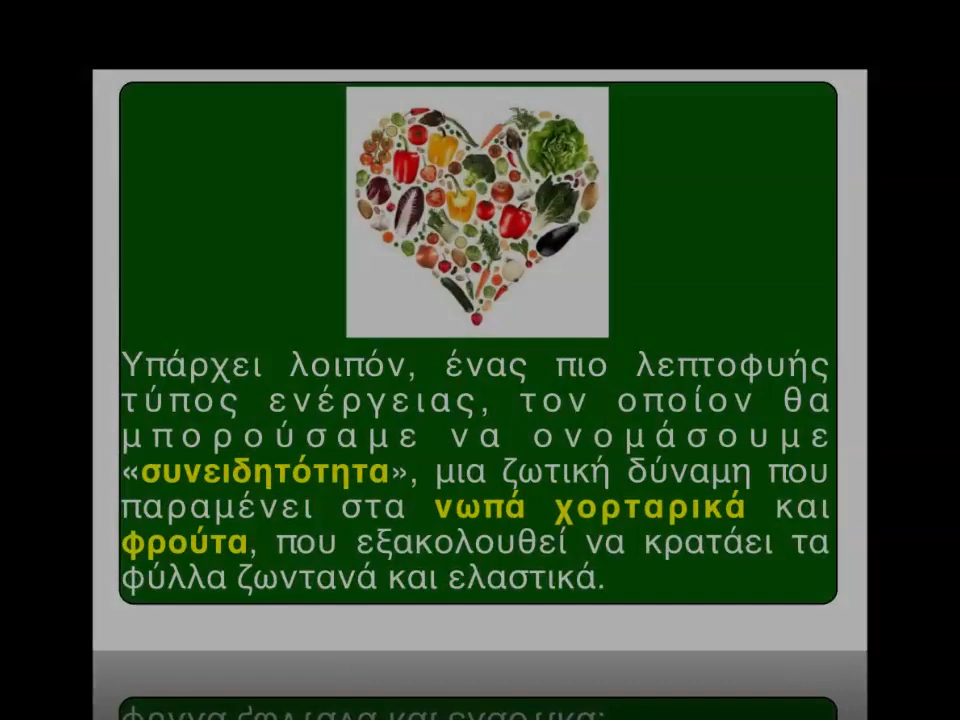 Υπάρχει λοιπόν, ένας πιο λεπτοφυής
τύπος ενέργειας, τον οποίον θα
μπορούσαμε να ονομάσουμε
«συνειδητότητα», μια ζωτική δύναμη που
παραμένει στα νωπά χορταρικά και
φρούτα, που εξακολουθεί να κρατάει τα
φύλλα ζωντανά και ελαστικά.